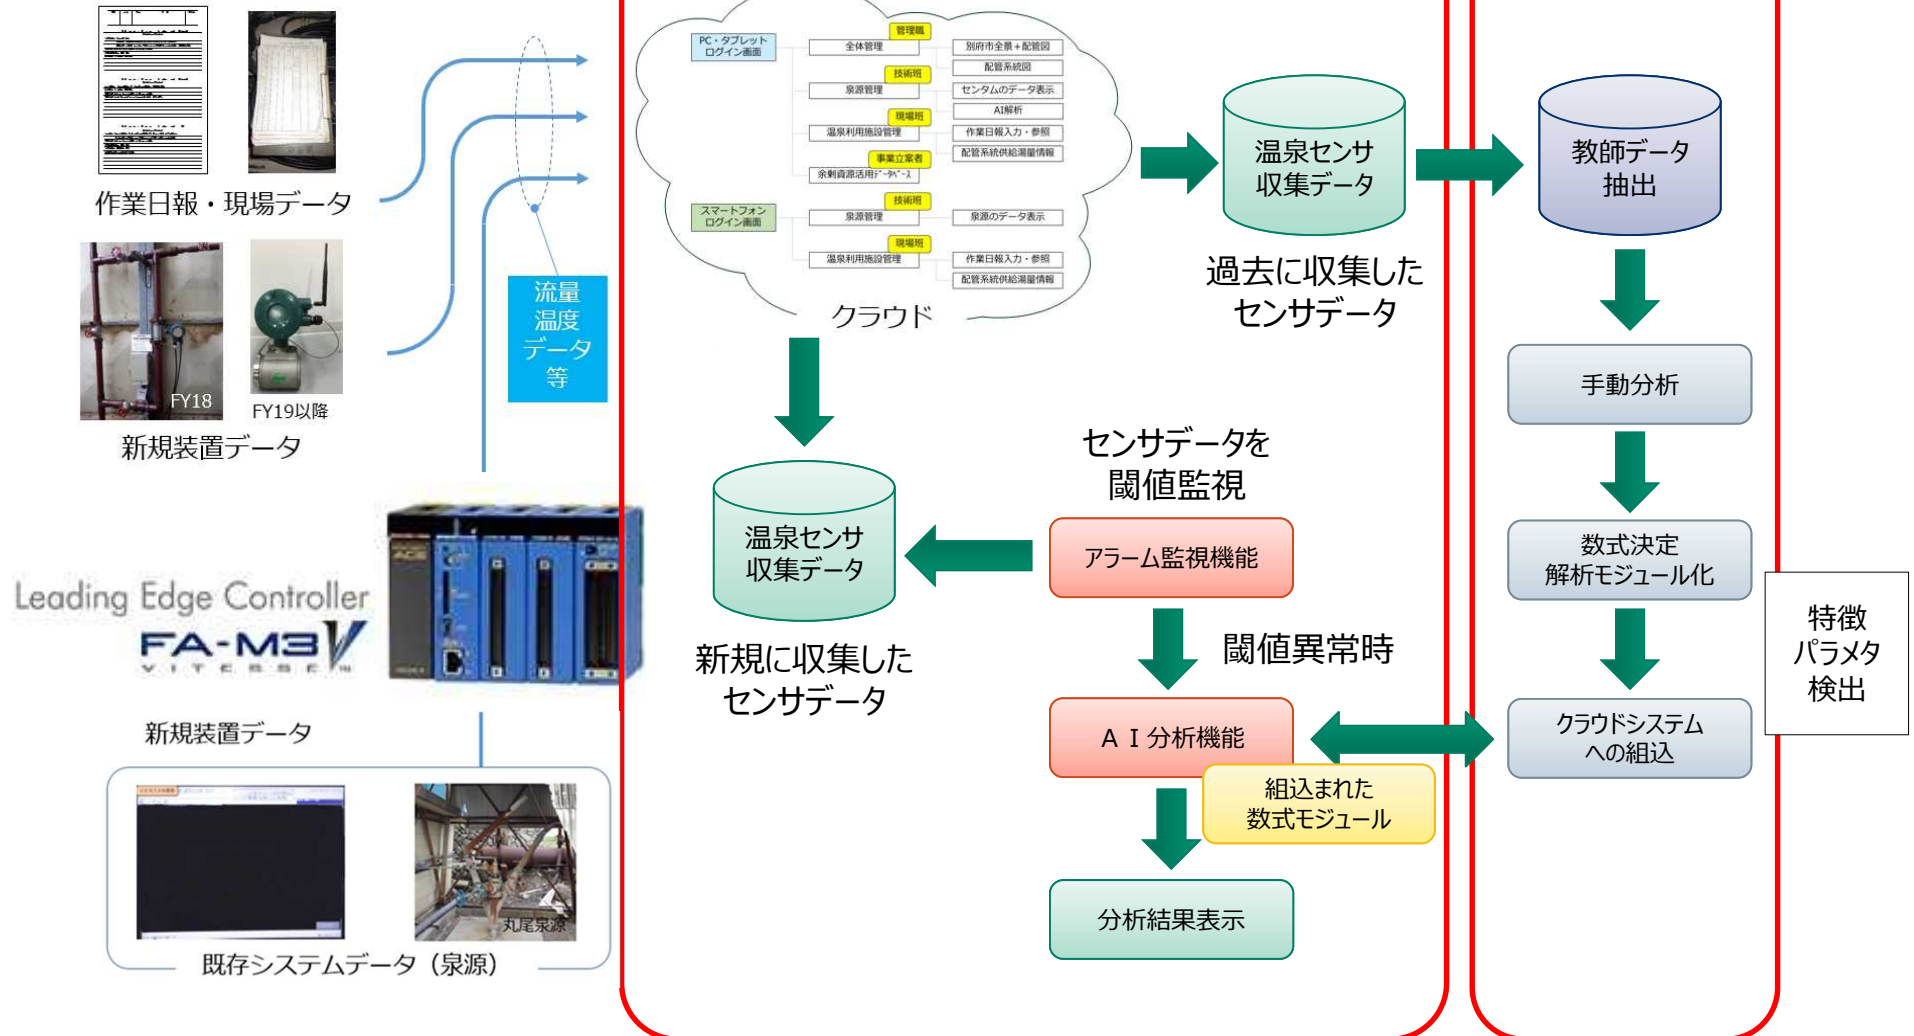 作業日報・現場データ
FY18
FY19以降
新規装置データ
流量
温度
データ
等
Leading Edge Controller
FA-M3V
VITESSE
新規装置データ
丸尾泉源
既存システムデータ（泉源）
PC・タブレット
ログイン画面
管理職
全体管理
別府市全景＋配管図
配管系統図
技術班
泉源管理
センタムのデータ表示
AI解析
現場班
温泉利用施設管理
作業日報入力・参照
配管系統供給湯量情報
事業立案者
余剰資源活用ﾃﾞｰﾀﾍﾞｰｽ
スマートフォン
ログイン画面
技術班
泉源管理
泉源のデータ表示
現場班
温泉利用施設管理
作業日報入力・参照
配管系統供給湯量情報
クラウド
温泉センサ
収集データ
過去に収集した
センサデータ
温泉センサ
収集データ
新規に収集した
センサデータ
センサデータを
閾値監視
アラーム監視機能
閾値異常時
ＡＩ分析機能
組込まれた
数式モジュール
分析結果表示
教師データ
抽出
手動分析
数式決定
解析モジュール化
クラウドシステム
への組込
特徴
パラメタ
検出